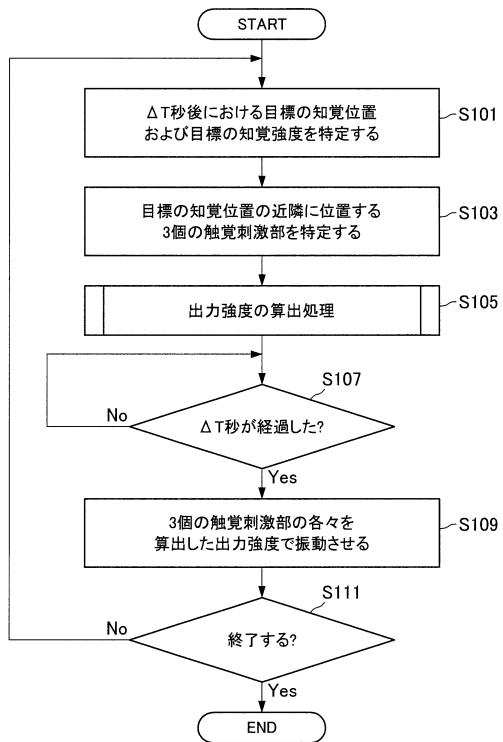 START
ΔT秒後における目標の知覚位置
および目標の知覚強度を特定する
S101
目標の知覚位置の近隣に位置する
3個の触覚刺激部を特定する
S103
出力強度の算出処理
S105
S107
ΔT秒が経過した?
No
Yes
3個の触覚刺激部の各々を
算出した出力強度で振動させる
S109
S111
終了する?
No
Yes
END